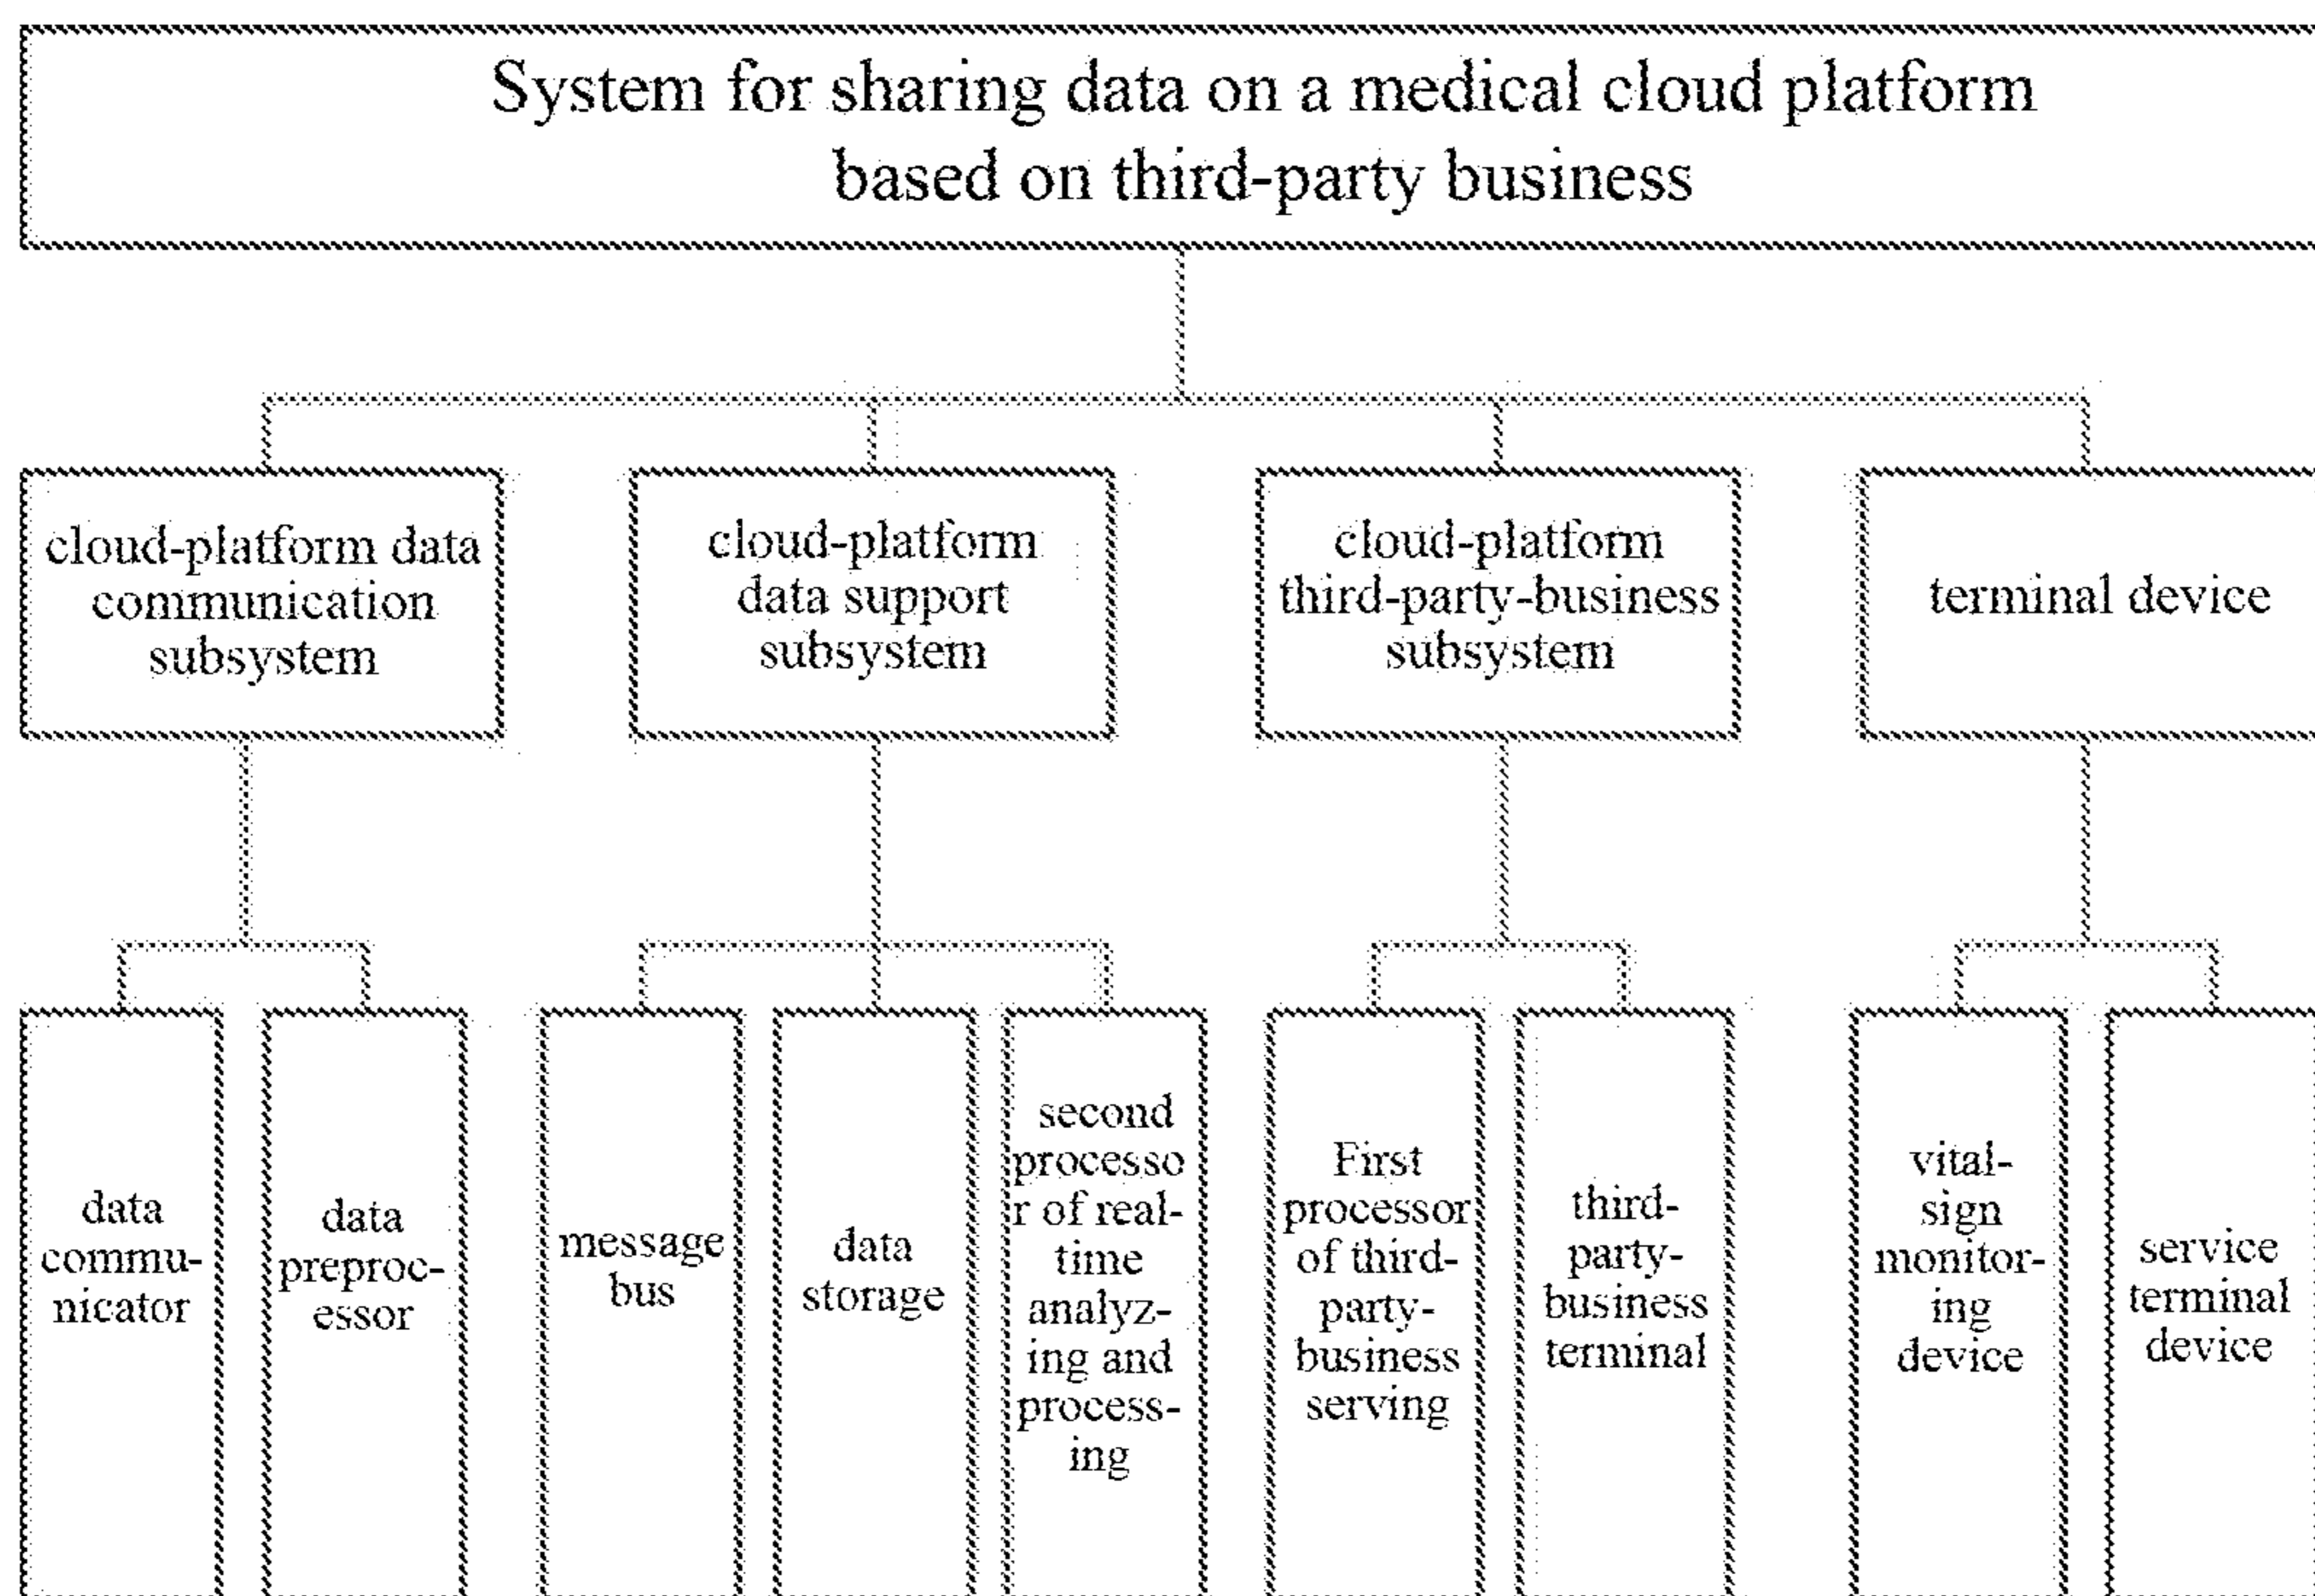 System for sharing data on a medical cloud platform
based on third-party business
cloud-platform data
communication
subsystem
cloud-platform
data support
subsystem
cloud-platform
third-party-business
subsystem
terminal device
data
commu-
nicator
data
preproc-
essor
message
bus
data
storage
second
processo
r of real-
time
analyz-
ing and
process-
ing
First
processor
of third-
party-
business
serving
third-
party-
business
terminal
vital-
sign
monitor-
ing
device
service
terminal
device